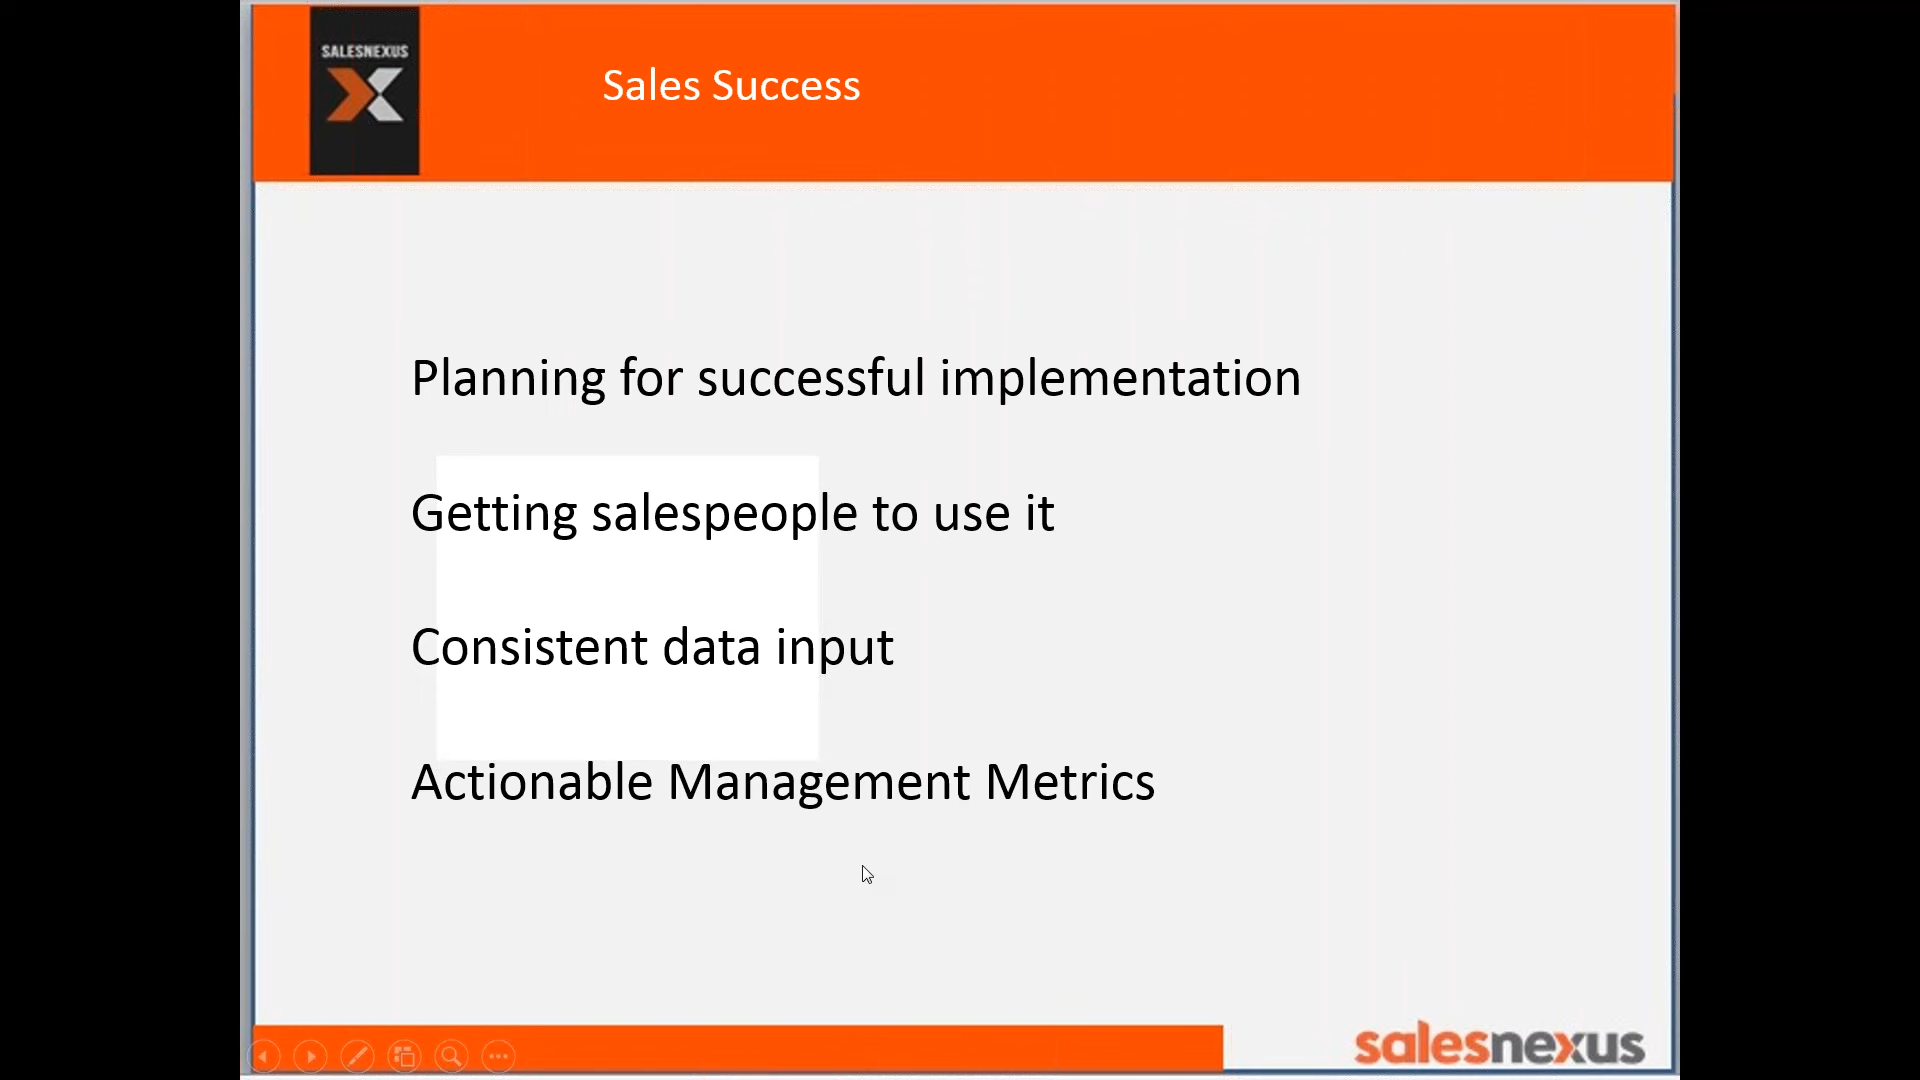 SALESNEXUS
Sales Success
Planning for successful implementation
Getting salespeople to use it
Consistent data input
Actionable Management Metrics
salesnexus